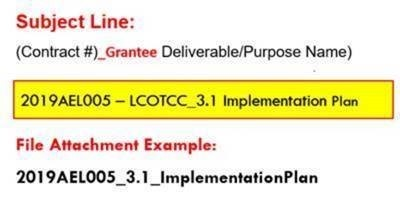 Subject Line:
(Contract #)_Grantee Deliverable/Purpose Name)
2019AEL005 – LCOTCC_3.1 Implementation Plan
File Attachment Example:
2019AEL005_3.1_ImplementationPlan